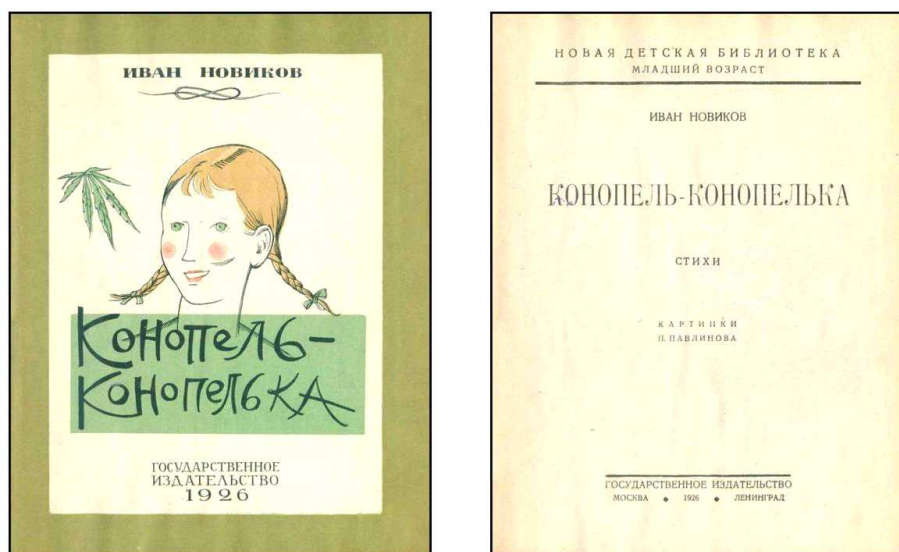 ИВАН НОВИКОВ
КОНОПЕЛЬ-
КОНОПЕЛЬКА
ГОСУДАРСТВЕННОЕ
ИЗДАТЕЛЬСТВО
1926
НОВАЯ ДЕТСКАЯ БИБЛИОТЕКА
МЛАДШИЙ ВОЗРАСТ
ИВАН НОВИКОВ
КОНОПЕЛЬ-КОНОПЕЛЬКА
СТИХИ
КАРТИНКИ
П. ПАВЛИНОВА
ГОСУДАРСТВЕННОЕ ИЗДАТЕЛЬСТВО
МОСКВА ◆ 1926 ◆ ЛЕНИНГРАД